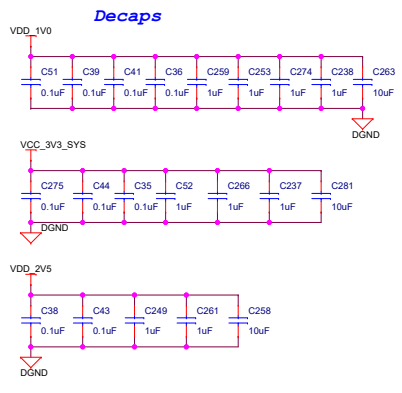 Decaps
VDD_1V0
C51 C39 C41 C36 C259 C253 C274 C238 C263
0.1uF 0.1uF 0.1uF 0.1uF 1uF 1uF 1uF 1uF 10uF
DGND
VCC_3V3_SYS
C275 C44 C35 C52 C266 C237 C281
0.1uF 0.1uF 0.1uF 1uF 1uF 1uF 10uF
DGND
VDD_2V5
C38 C43 C249 C261 C258
0.1uF 0.1uF 1uF 1uF 10uF
DGND